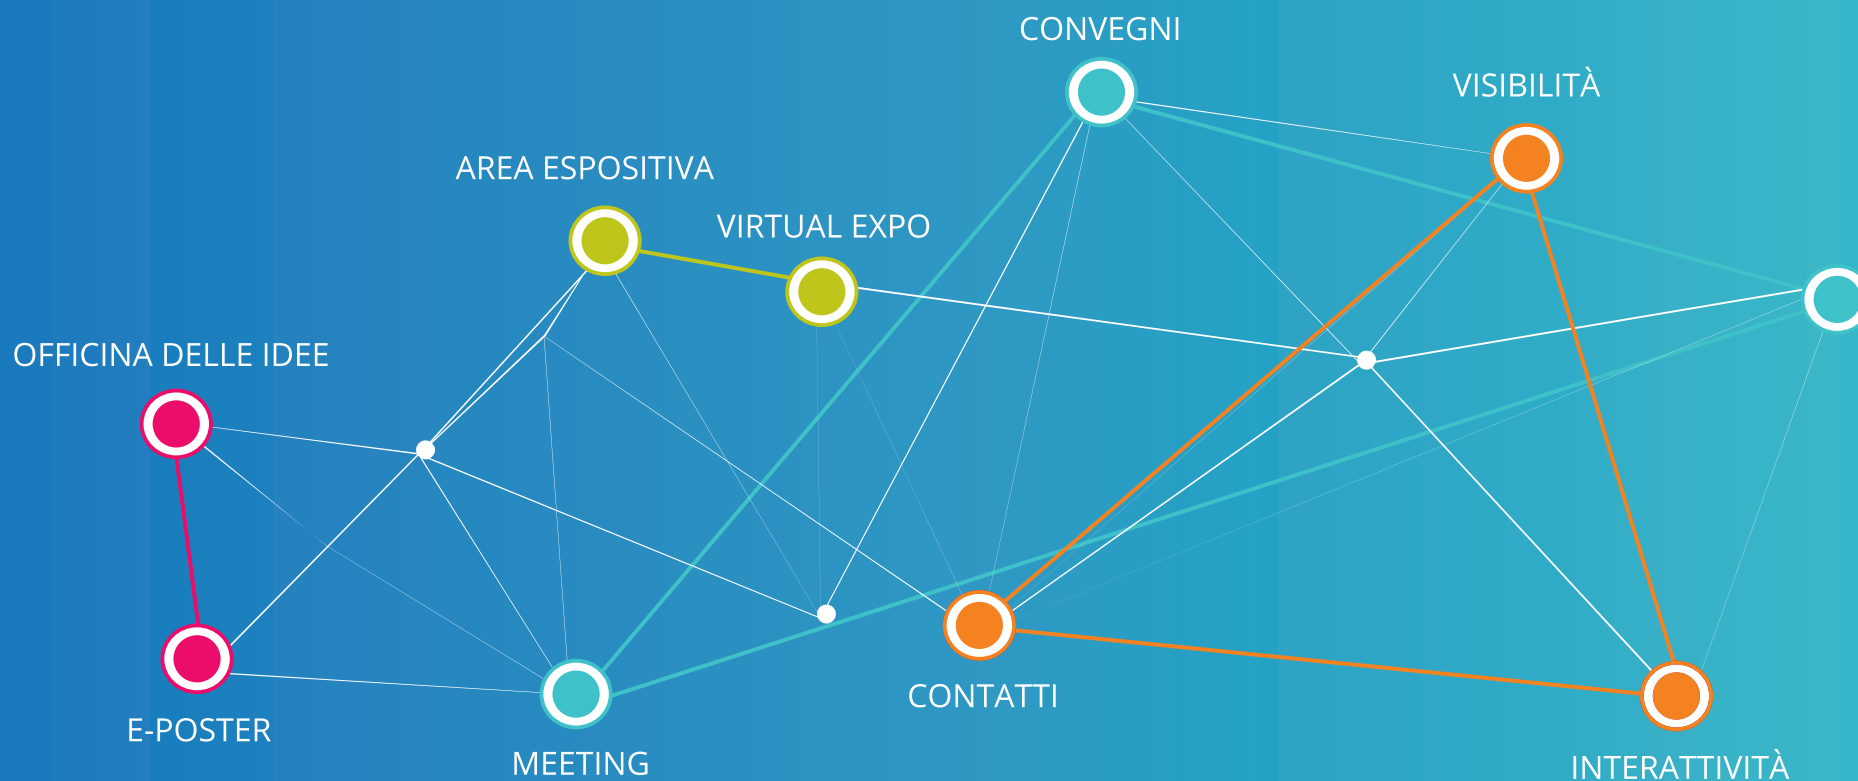 CONVEGNI
VISIBILITÀ
AREA ESPOSITIVA
VIRTUAL EXPO
OFFICINA DELLE IDEE
CONTATTI
E-POSTER
MEETING
INTERATTIVITÀ